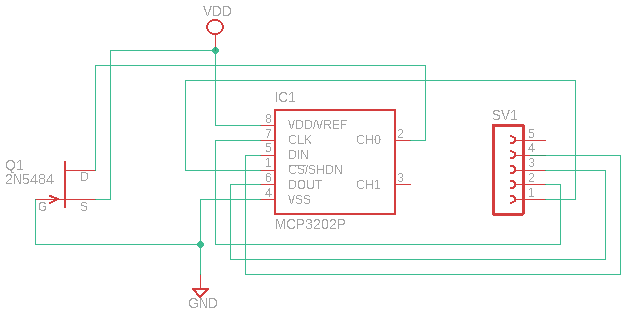 VDD
IC1
8 VDD/VREF
7 CLK CH0 2
5 DIN
1 CS/SHDN
6 DOUT CH1 3
4 VSS
MCP3202P
SV1
5
4
3
2
1
Q1
2N5484
D
G S
GND